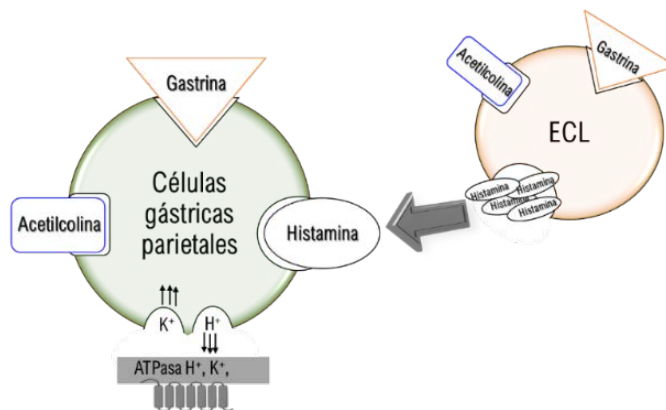 Gastrina
Acetilcolina
Células
gástricas
parietales
Histamina
K+
H+
ATPasa H+, K+,
Acetilcolina
Gastrina
ECL
Histamina
Histamina
Histamina
Histamina